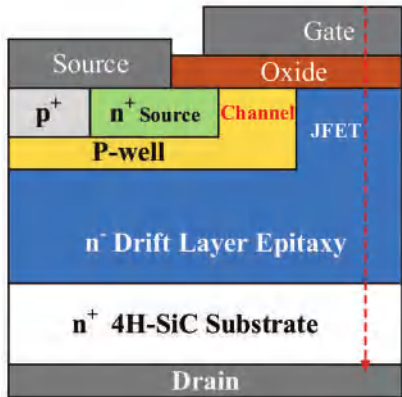 Gate
Source
Oxide
p+
n+ Source
Channel
JFET
P-well
n- Drift Layer Epitaxy
n+ 4H-SiC Substrate
Drain